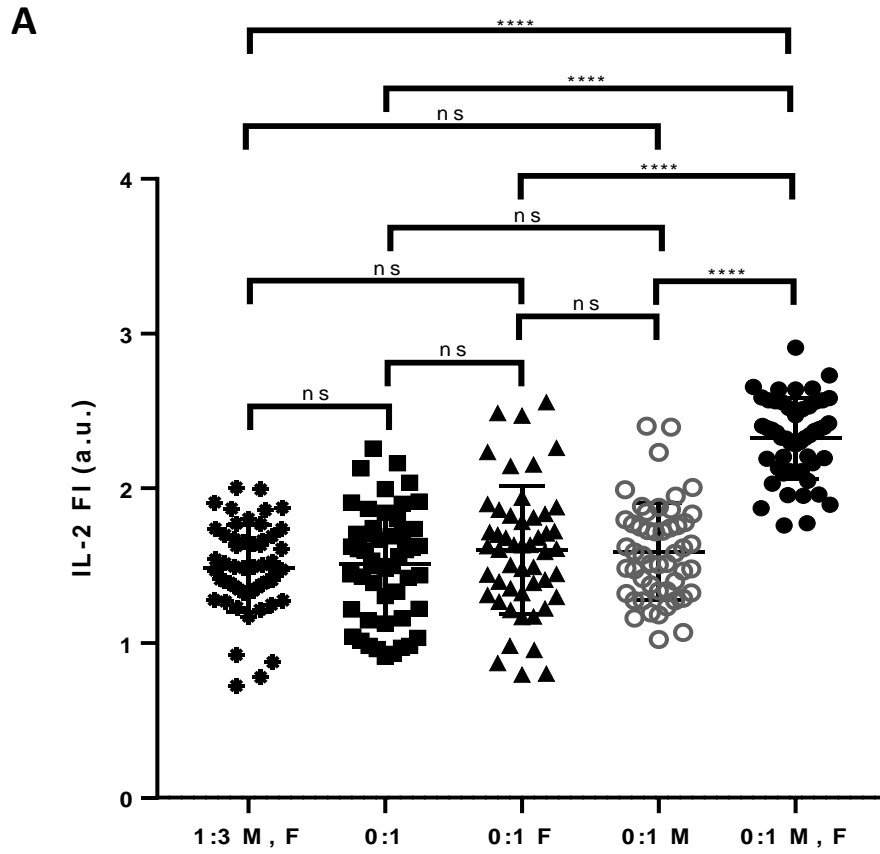 A
****
****
ns
****
ns
ns
****
ns
ns
ns
4
3
2
1
0
IL-2 FI (a.u.)
1:3 M, F 0:1 0:1 F 0:1 M 0:1 M, F